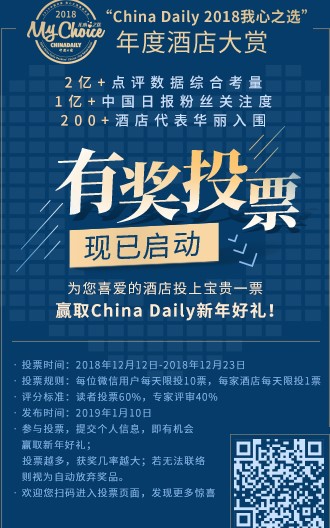 2018
My Choice
CHINADAILY
“China Daily 2018我心之选”
年度酒店大赏
2亿+点评数据综合考量
1亿+中国日报粉丝关注度
200+酒店代表华丽入围
有奖投票
现已启动
为您喜爱的酒店投上宝贵一票
赢取China Daily新年好礼!
· 投票时间：2018年12月12日-2018年12月23日
· 投票规则：每位微信用户每天限投10票，每家酒店每天限投1票
· 评分标准：读者投票60%，专家评审40%
· 发布时间：2019年1月10日
· 参与投票，提交个人信息，即有机会
赢取新年好礼；
投票越多，获奖几率越大；若无法联络
则视为自动放弃奖品。
· 欢迎您扫码进入投票页面，发现更多惊喜